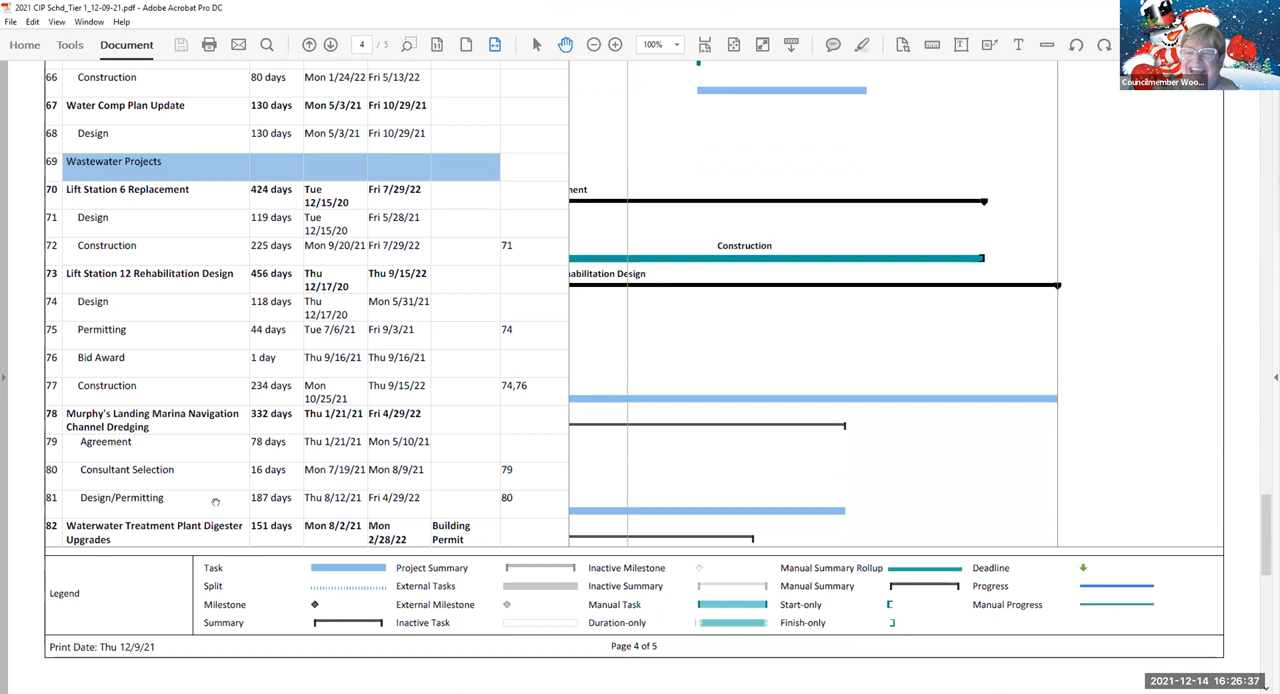 2021 CIP Schd_Tier 1_12-09-21.pdf - Adobe Acrobat Pro DC
File Edit View Window Help
Home Tools Document 4 / 5 100%
Councilmember Woo...
66 Construction 80 days Mon 1/24/22 Fri 5/13/22
67 Water Comp Plan Update 130 days Mon 5/3/21 Fri 10/29/21
68 Design 130 days Mon 5/3/21 Fri 10/29/21
69 Wastewater Projects
70 Lift Station 6 Replacement 424 days Tue 12/15/20 Fri 7/29/22 nent
71 Design 119 days Tue 12/15/20 Fri 5/28/21
72 Construction 225 days Mon 9/20/21 Fri 7/29/22 71 Construction
73 Lift Station 12 Rehabilitation Design 456 days Thu 12/17/20 Thu 9/15/22 abilitation Design
74 Design 118 days Thu 12/17/20 Mon 5/31/21
75 Permitting 44 days Tue 7/6/21 Fri 9/3/21 74
76 Bid Award 1 day Thu 9/16/21 Thu 9/16/21
77 Construction 234 days Mon 10/25/21 Thu 9/15/22 74,76
78 Murphy's Landing Marina Navigation Channel Dredging 332 days Thu 1/21/21 Fri 4/29/22
79 Agreement 78 days Thu 1/21/21 Mon 5/10/21
80 Consultant Selection 16 days Mon 7/19/21 Mon 8/9/21 79
81 Design/Permitting 187 days Thu 8/12/21 Fri 4/29/22 80
82 Waterwater Treatment Plant Digester Upgrades 151 days Mon 8/2/21 Mon 2/28/22 Building Permit
Legend
Task Project Summary Inactive Milestone Manual Summary Rollup Deadline
Split External Tasks Inactive Summary Manual Summary Progress
Milestone External Milestone Manual Task Start-only Manual Progress
Summary Inactive Task Duration-only Finish-only
Print Date: Thu 12/9/21 Page 4 of 5
2021-12-14 16:26:37